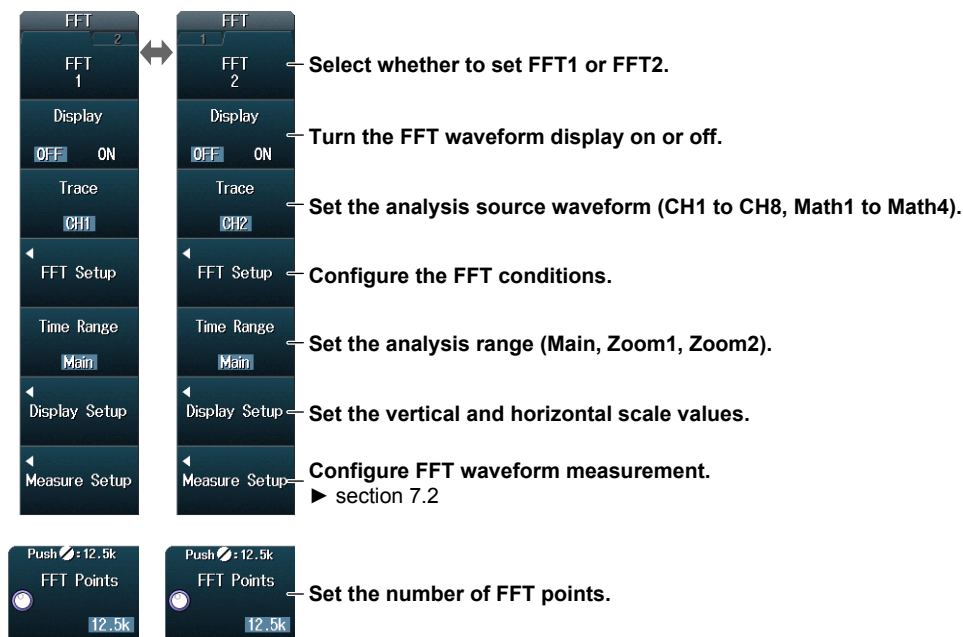 FFT
2
FFT
1
Display
OFF ON
Trace
CH1
FFT Setup
Time Range
Main
Display Setup
Measure Setup
Push :12.5k
FFT Points
12.5k
FFT
1
FFT
2
Display
OFF ON
Trace
CH2
FFT Setup
Time Range
Main
Display Setup
Measure Setup
Push :12.5k
FFT Points
12.5k
Select whether to set FFT1 or FFT2.
Turn the FFT waveform display on or off.
Set the analysis source waveform (CH1 to CH8, Math1 to Math4).
Configure the FFT conditions.
Set the analysis range (Main, Zoom1, Zoom2).
Set the vertical and horizontal scale values.
Configure FFT waveform measurement.
► section 7.2
Set the number of FFT points.